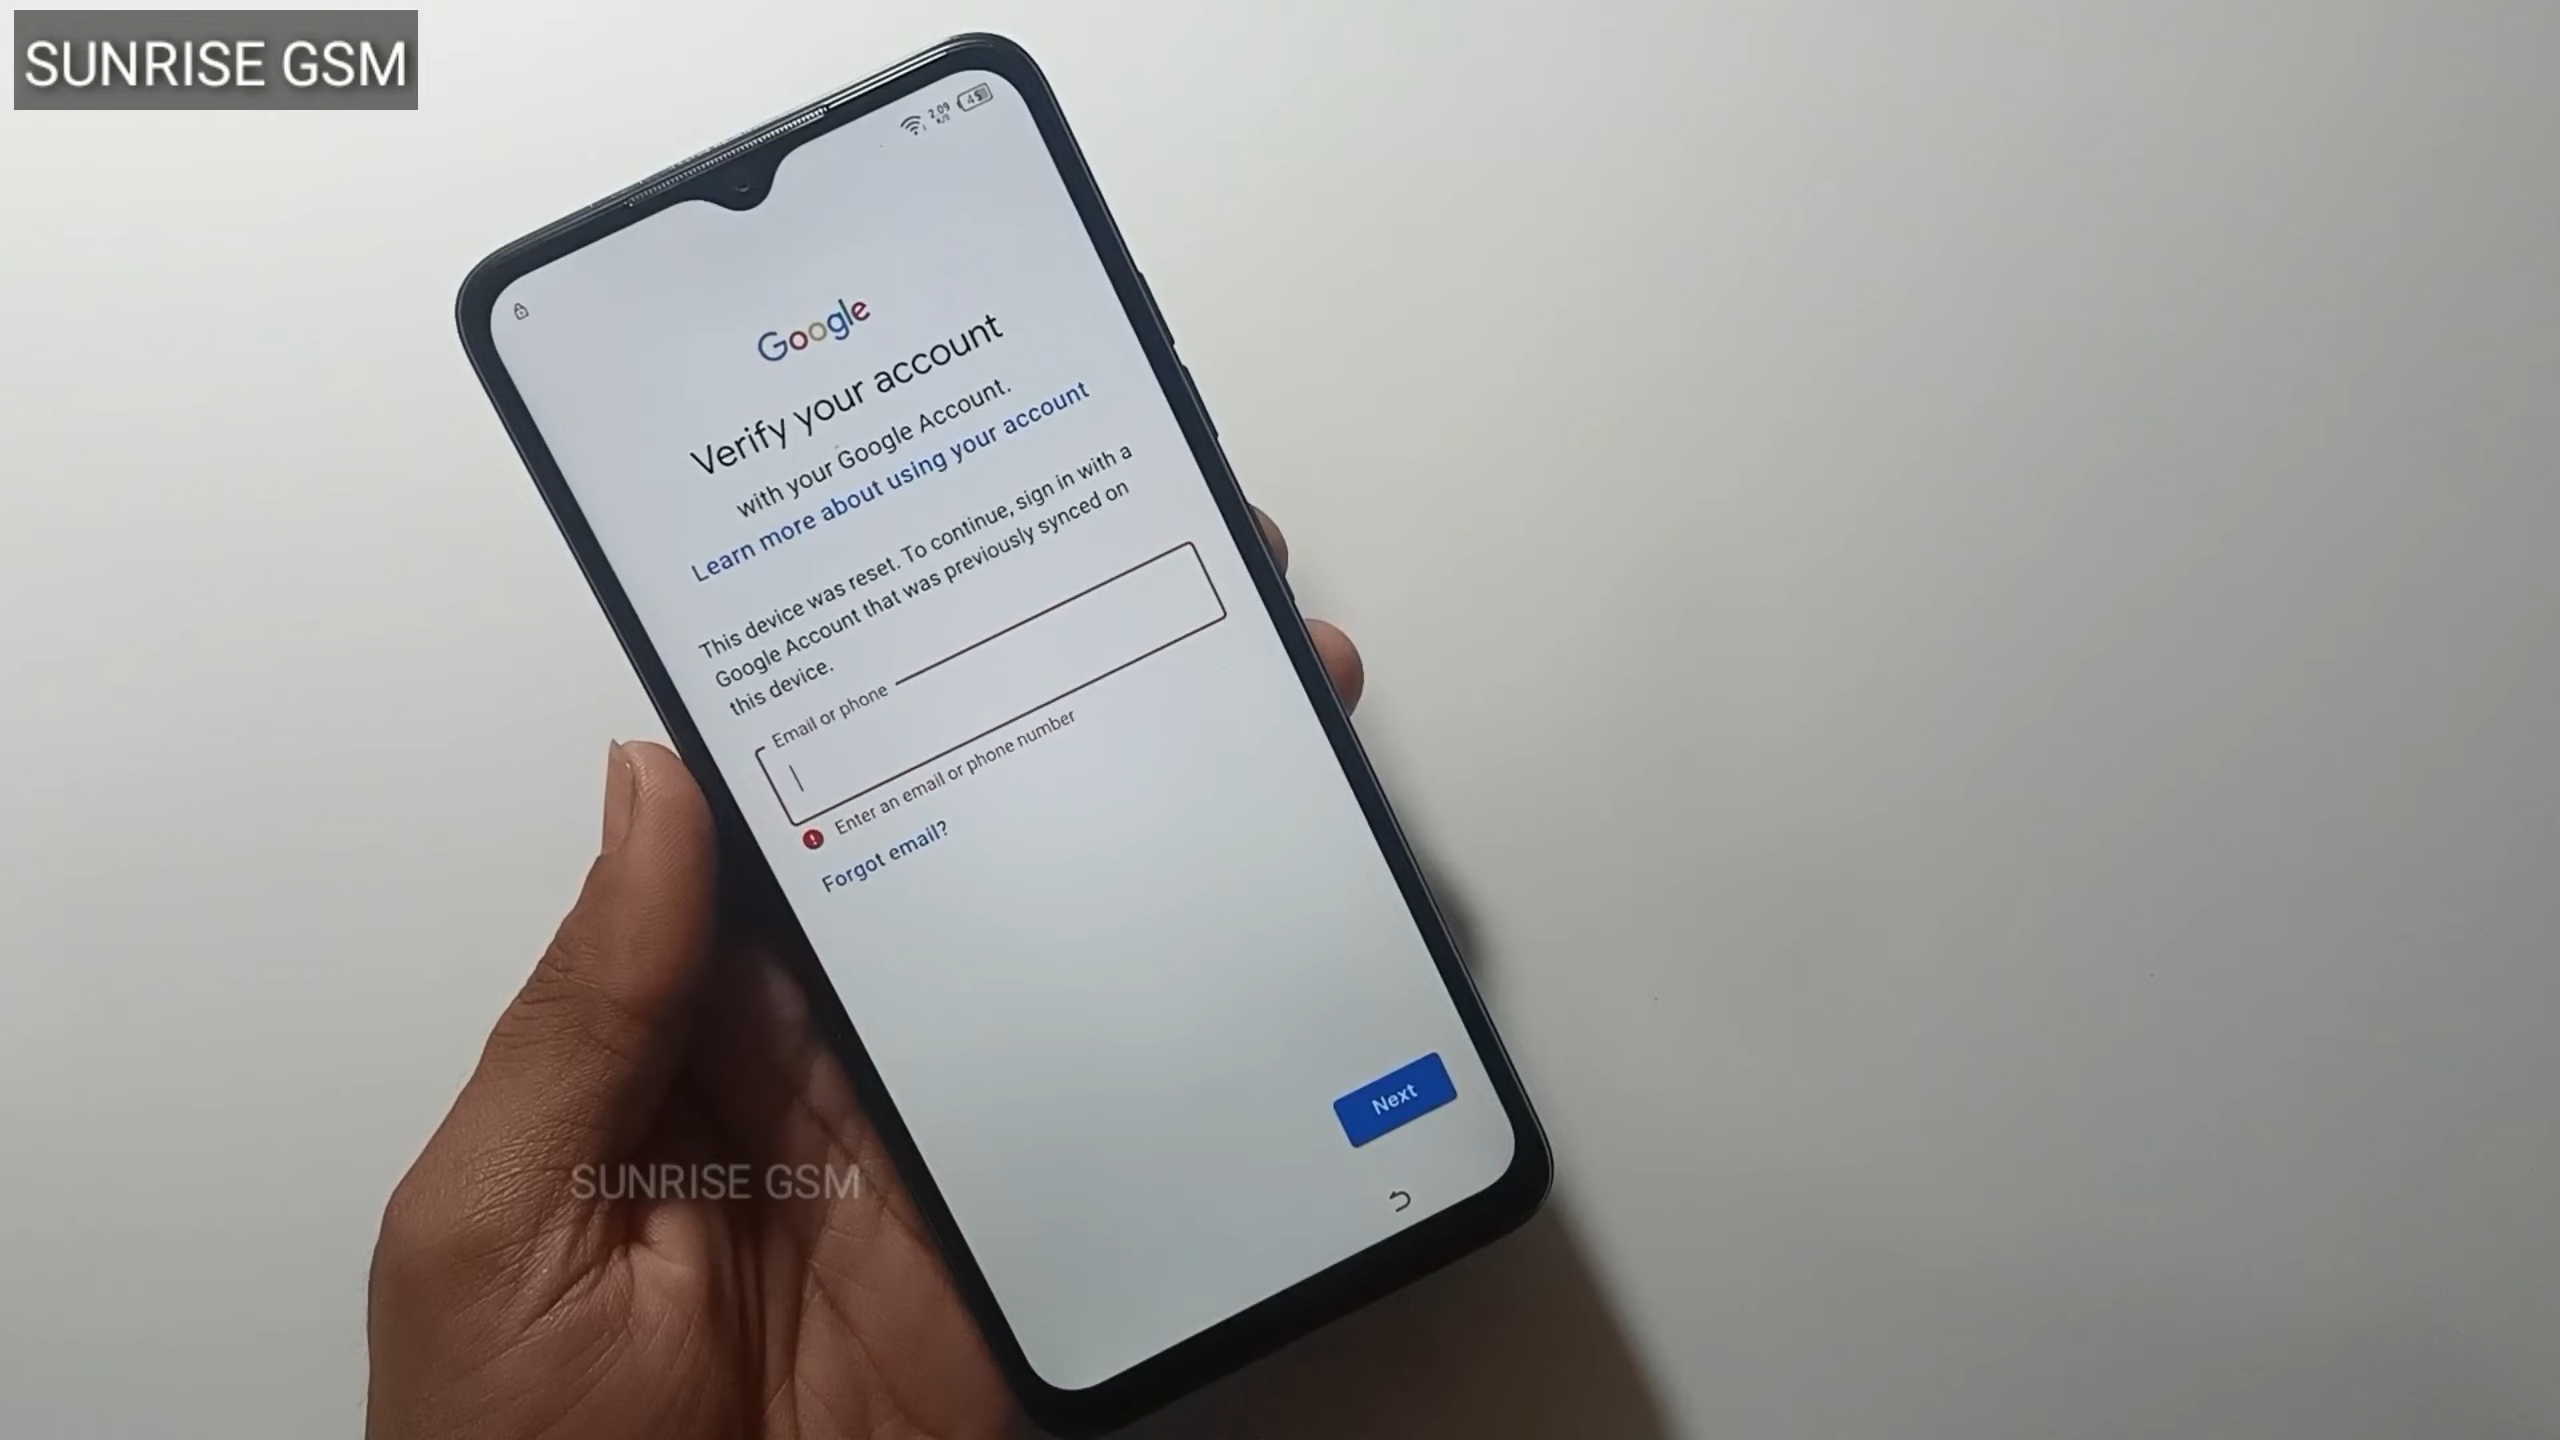 SUNRISE GSM
Google
Verify your account
with your Google Account.
Learn more about using your account
This device was reset. To continue, sign in with a
Google Account that was previously synced on
this device.
Email or phone
Enter an email or phone number
Forgot email?
Next
SUNRISE GSM